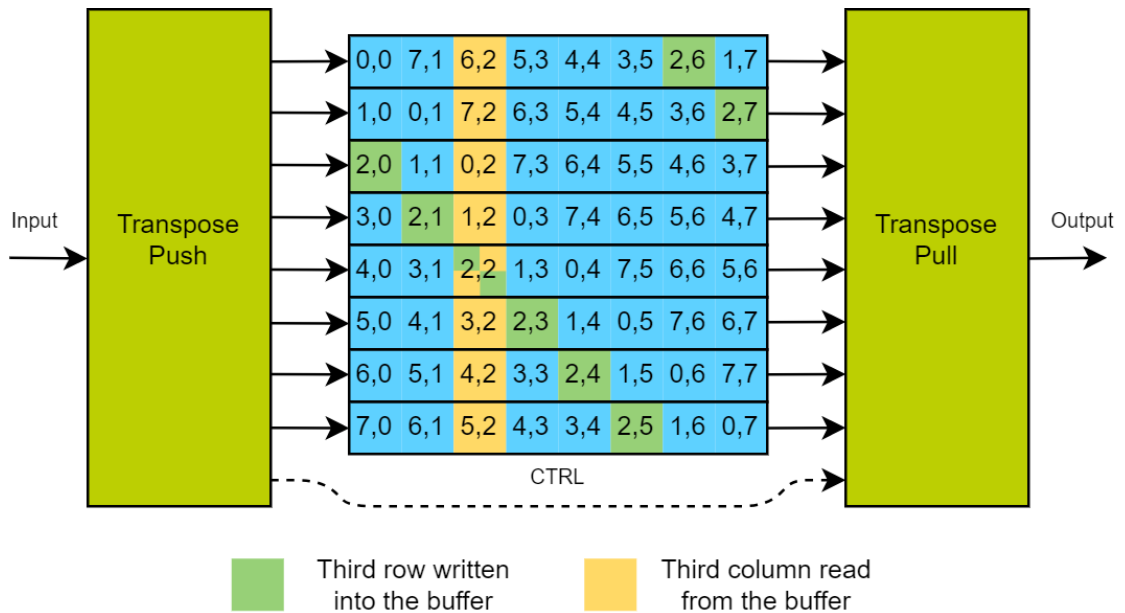 0,0 7,1 6,2 5,3 4,4 3,5 2,6 1,7
1,0 0,1 7,2 6,3 5,4 4,5 3,6 2,7
2,0 1,1 0,2 7,3 6,4 5,5 4,6 3,7
Input
Transpose
Push
3,0 2,1 1,2 0,3 7,4 6,5 5,6 4,7
Transpose
Pull
Output
4,0 3,1 2,2 1,3 0,4 7,5 6,6 5,6
5,0 4,1 3,2 2,3 1,4 0,5 7,6 6,7
6,0 5,1 4,2 3,3 2,4 1,5 0,6 7,7
7,0 6,1 5,2 4,3 3,4 2,5 1,6 0,7
CTRL
Third row written
into the buffer
Third column read
from the buffer